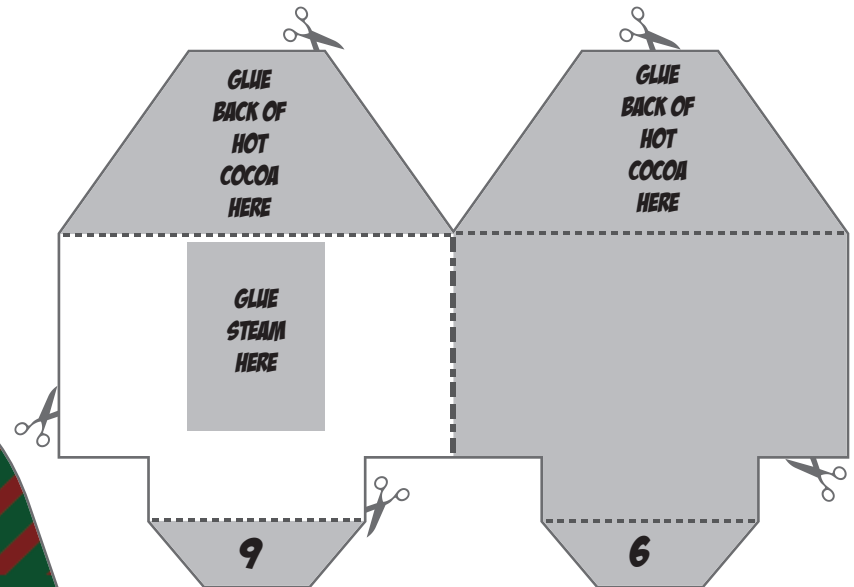 GLUE
BACK OF
HOT
COCOA
HERE
GLUE
BACK OF
HOT
COCOA
HERE
GLUE
STEAM
HERE
9
6